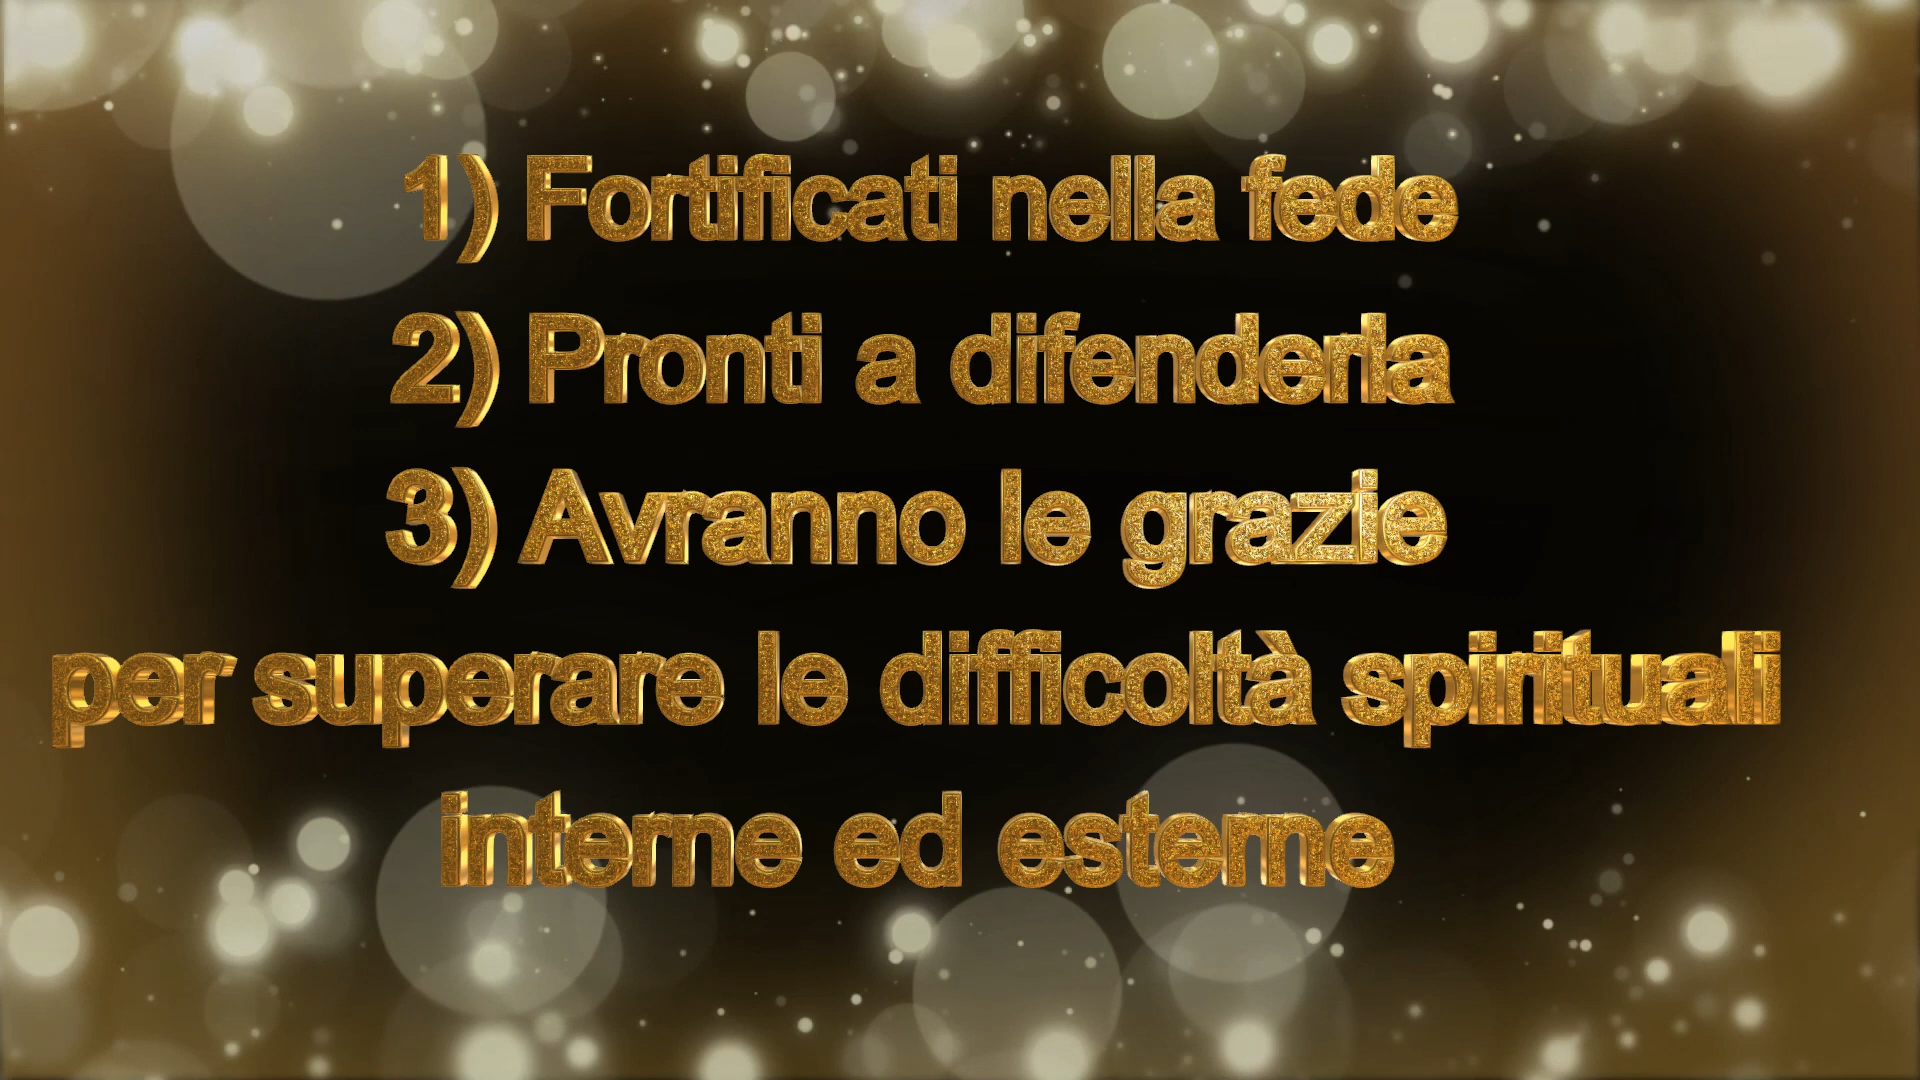 1) Fortificati nella fede
2) Pronti a difenderla
3) Avranno le grazie
per superare le difficoltà spirituali
interne ed esterne